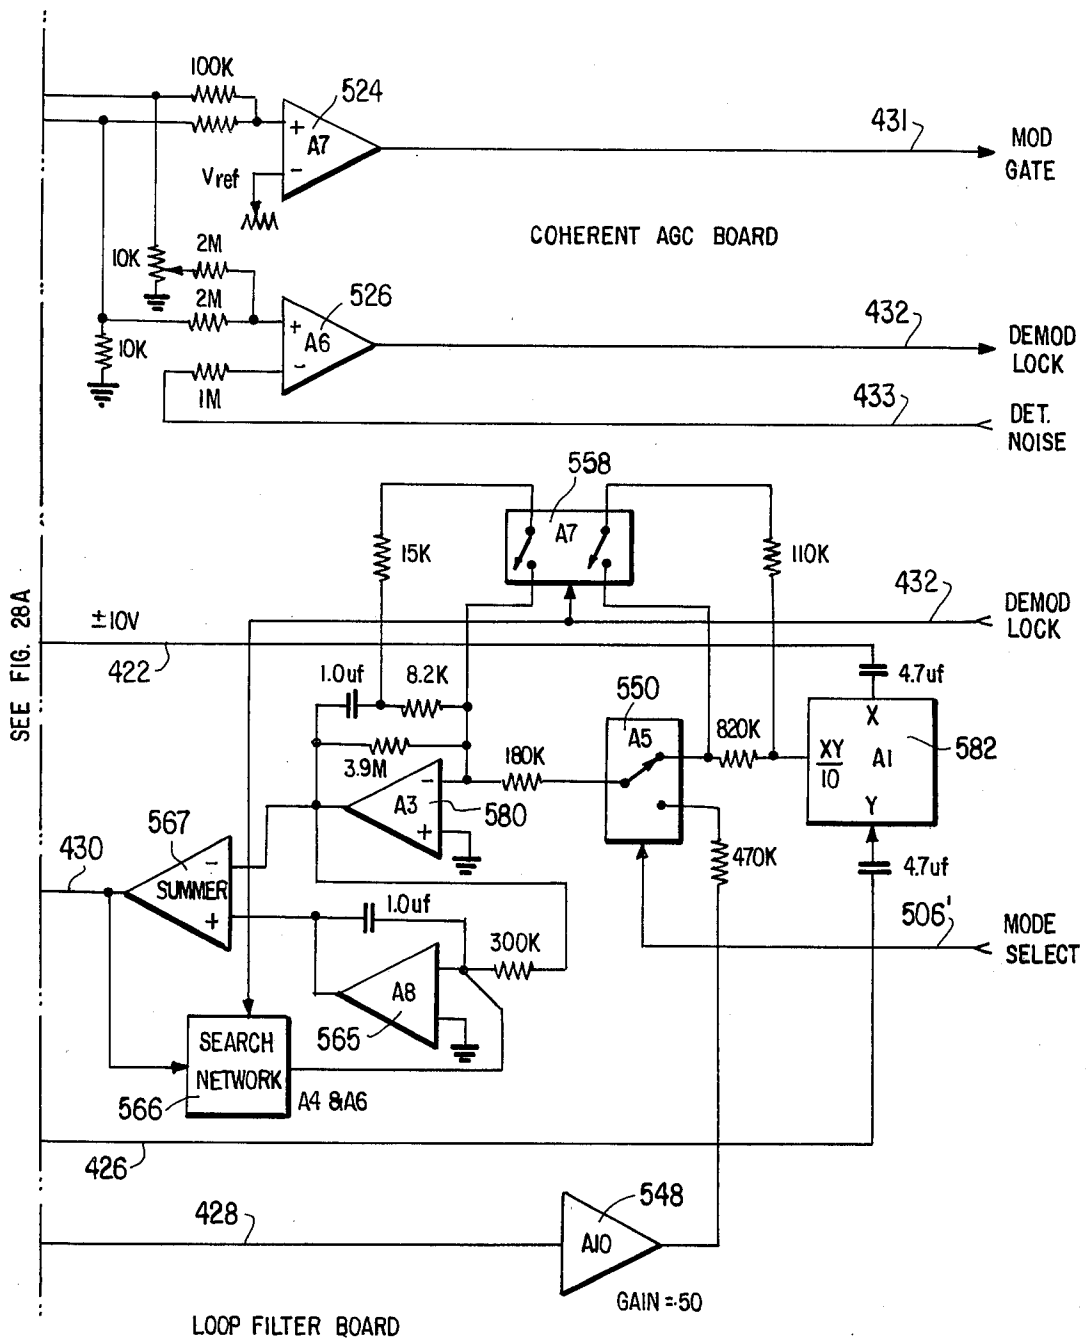 100K
524
A7
+
-
Vref
431
MOD
GATE
COHERENT AGC BOARD
10K
2M
2M
526
+
A6
-
432
DEMOD
LOCK
10K
1M
433
DET.
NOISE
558
A7
15K
110K
SEE FIG. 28A
±10V
432
DEMOD
LOCK
422
1.0uf
8.2K
4.7uf
550
A5
820K
X
XY
10
A1
582
Y
3.9M
180K
-
A3
580
+
567
430
-
SUMMER
+
470K
4.7uf
1.0uf
506'
MODE
SELECT
300K
A8
565
SEARCH
NETWORK
566
A4 & A6
426
428
548
A10
GAIN = 50
LOOP FILTER BOARD